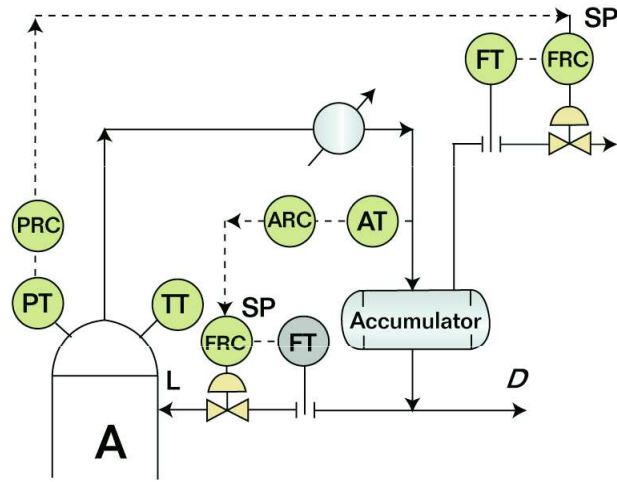 SP
FT
FRC
PRC
ARC
AT
PT
TT
SP
FRC
FT
Accumulator
L
D
A